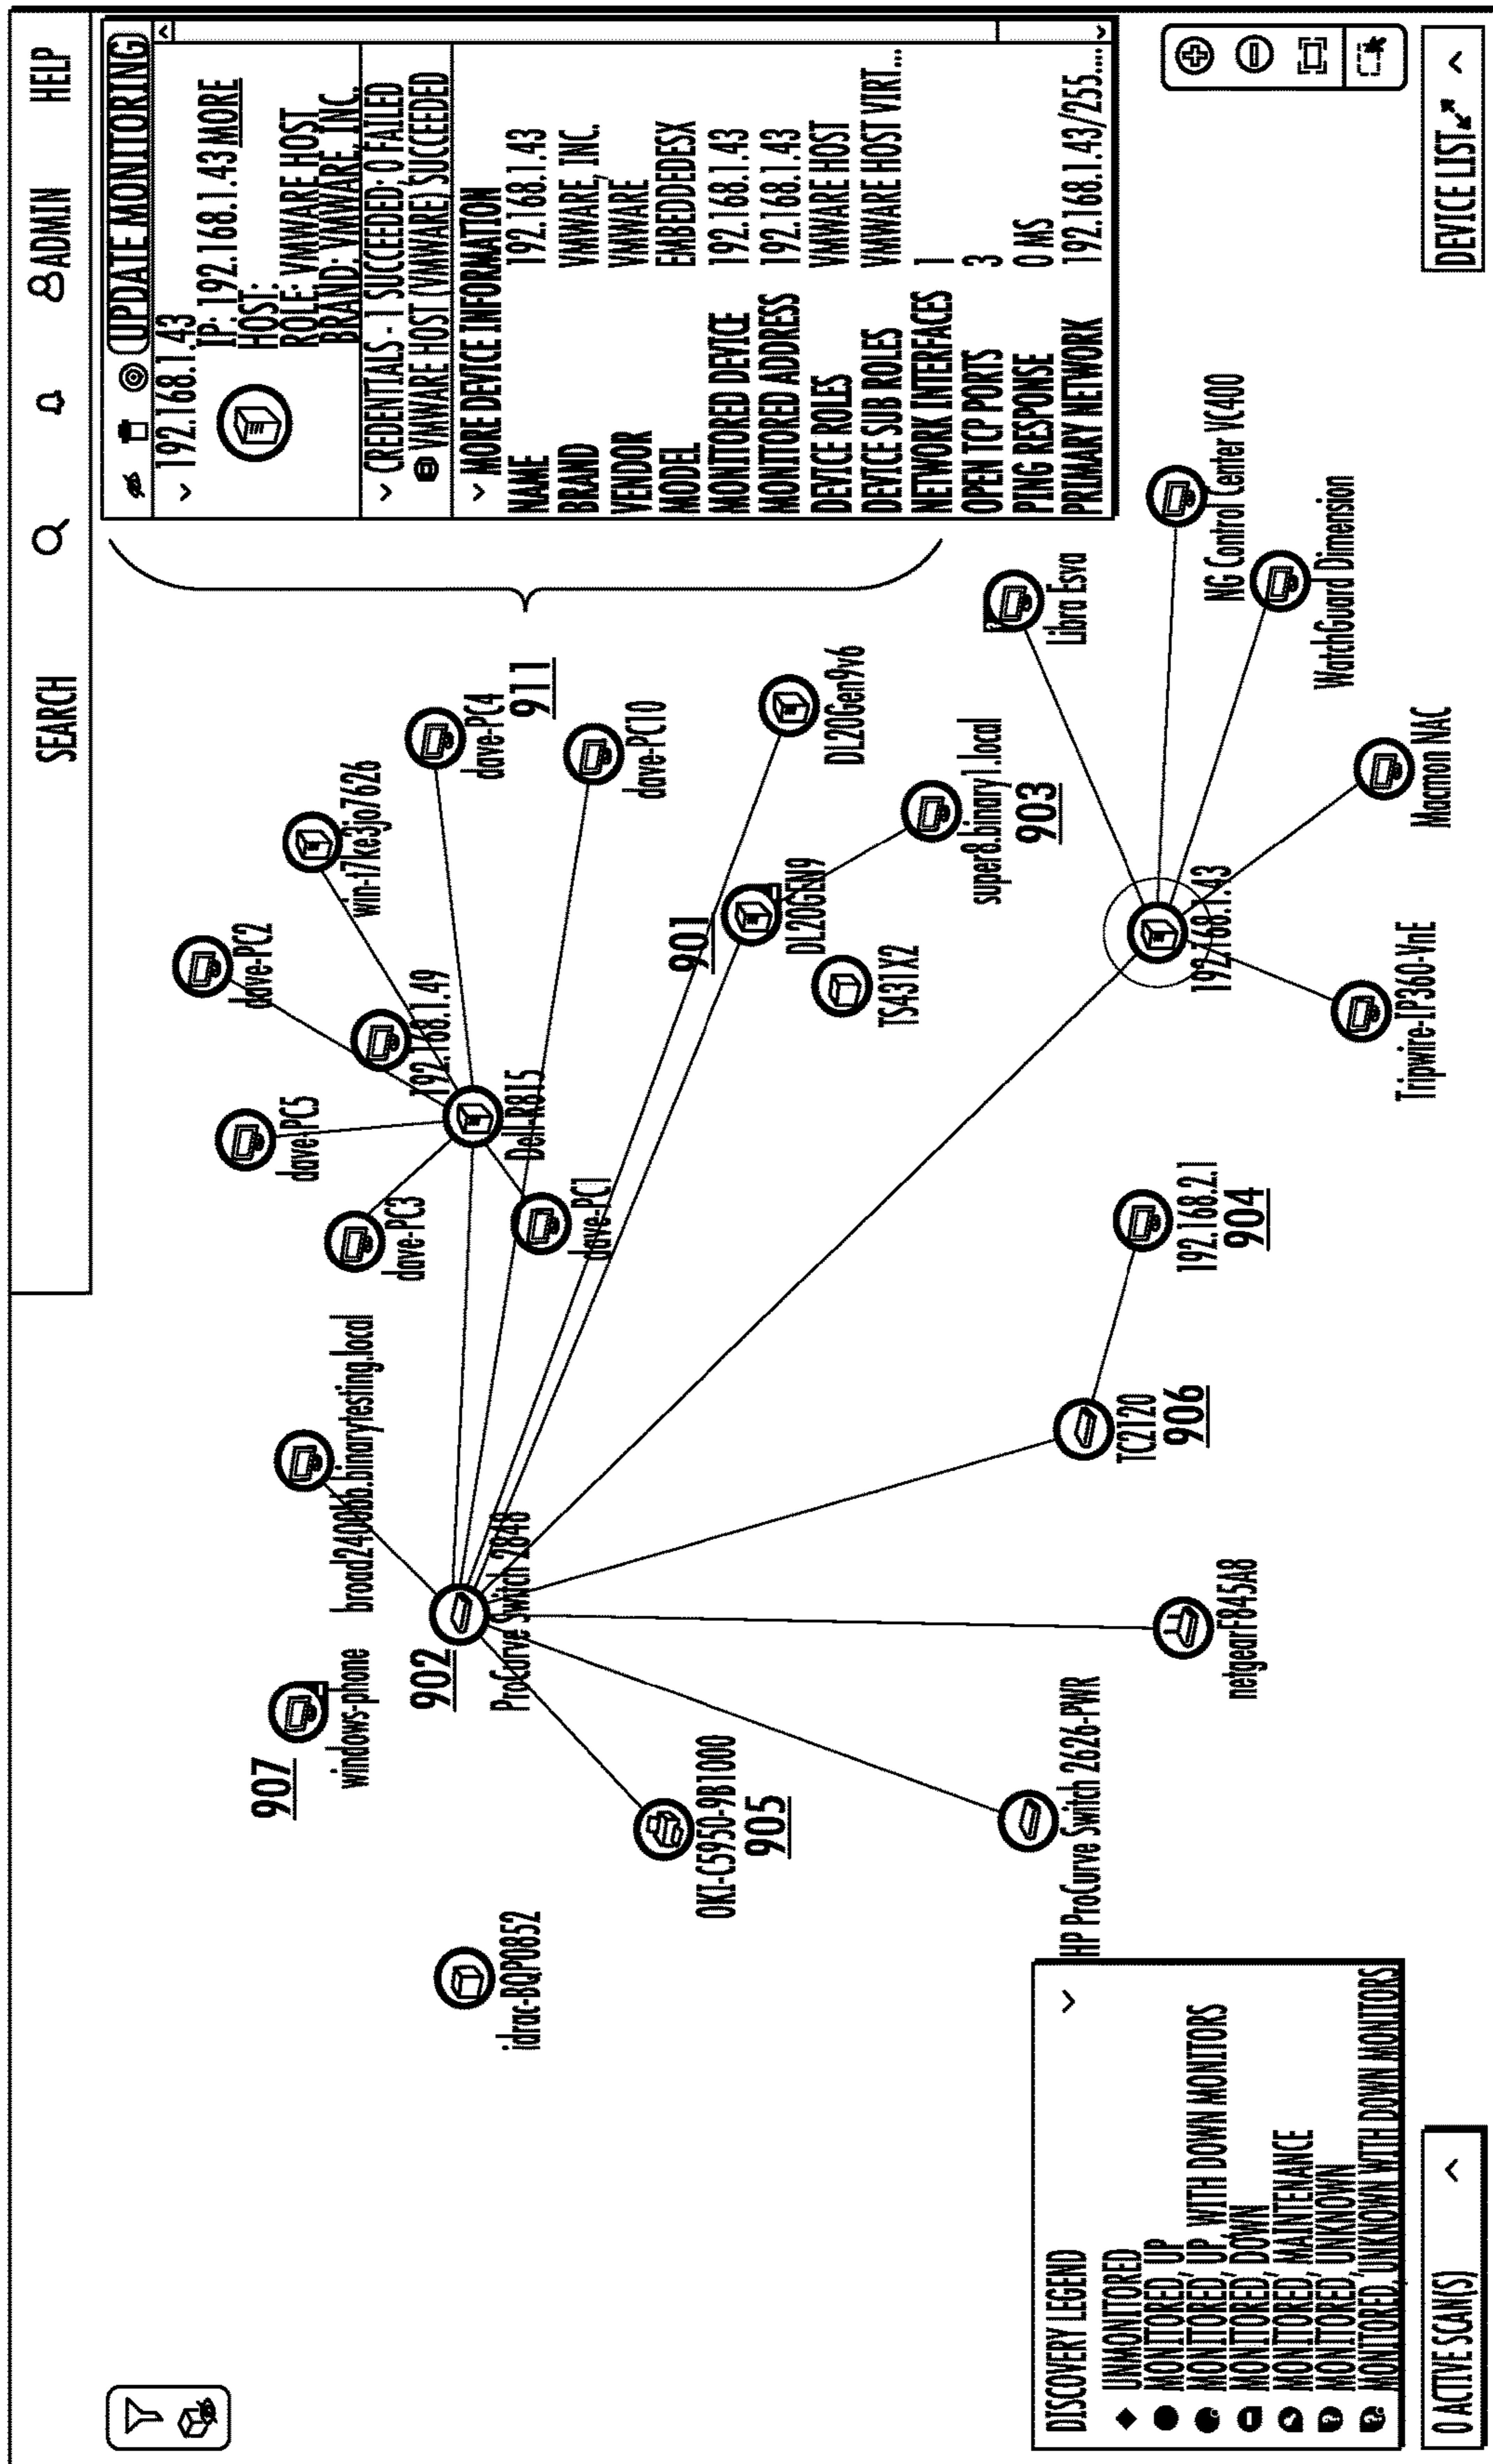 SEARCH
ADMIN
HELP
UPDATE MONITORING
192.168.1.43
IP: 192.168.1.43 MORE
HOST:
ROLE: VMWARE HOST
BRAND: VMWARE, INC.
CREDENTIALS - 1 SUCCEEDED; 0 FAILED
VMWARE HOST (VMWARE) SUCCEEDED
MORE DEVICE INFORMATION
NAME 192.168.1.43
BRAND VMWARE, INC.
VENDOR VMWARE
MODEL EMBEDDEDESX
MONITORED DEVICE 192.168.1.43
MONITORED ADDRESS 192.168.1.43
DEVICE ROLES VMWARE HOST
DEVICE SUB ROLES VMWARE HOST VIRT...
NETWORK INTERFACES 1
OPEN TCP PORTS 3
PING RESPONSE 0 MS
PRIMARY NETWORK 192.168.1.43/255....
911
907
windows-phone
broad2400bb.binarytesting.local
dave-PC5
dave-PC2
dave-PC3
192.168.1.49
win-t7ke3jo7626
dave-PC4
Dell-R815
dave-PC1
dave-PC10
902
ProCurve Switch 2848
idrac-BQP0852
OKI-C5950-9B1000
905
901
DL20GEN9
DL20Gen9v6
TS431X2
super8.binary1.local
903
Libra Esva
HP ProCurve Switch 2626-PWR
netgearF845A8
TC2120
906
192.168.2.1
904
192.168.1.43
NG Control Center VC400
WatchGuard Dimension
Macmon NAC
Tripwire-IP360-VnE
DISCOVERY LEGEND
UNMONITORED
MONITORED, UP
MONITORED, UP, WITH DOWN MONITORS
MONITORED, DOWN
MONITORED, MAINTENANCE
MONITORED, UNKNOWN
MONITORED, UNKNOWN WITH DOWN MONITORS
0 ACTIVE SCAN(S)
DEVICE LIST